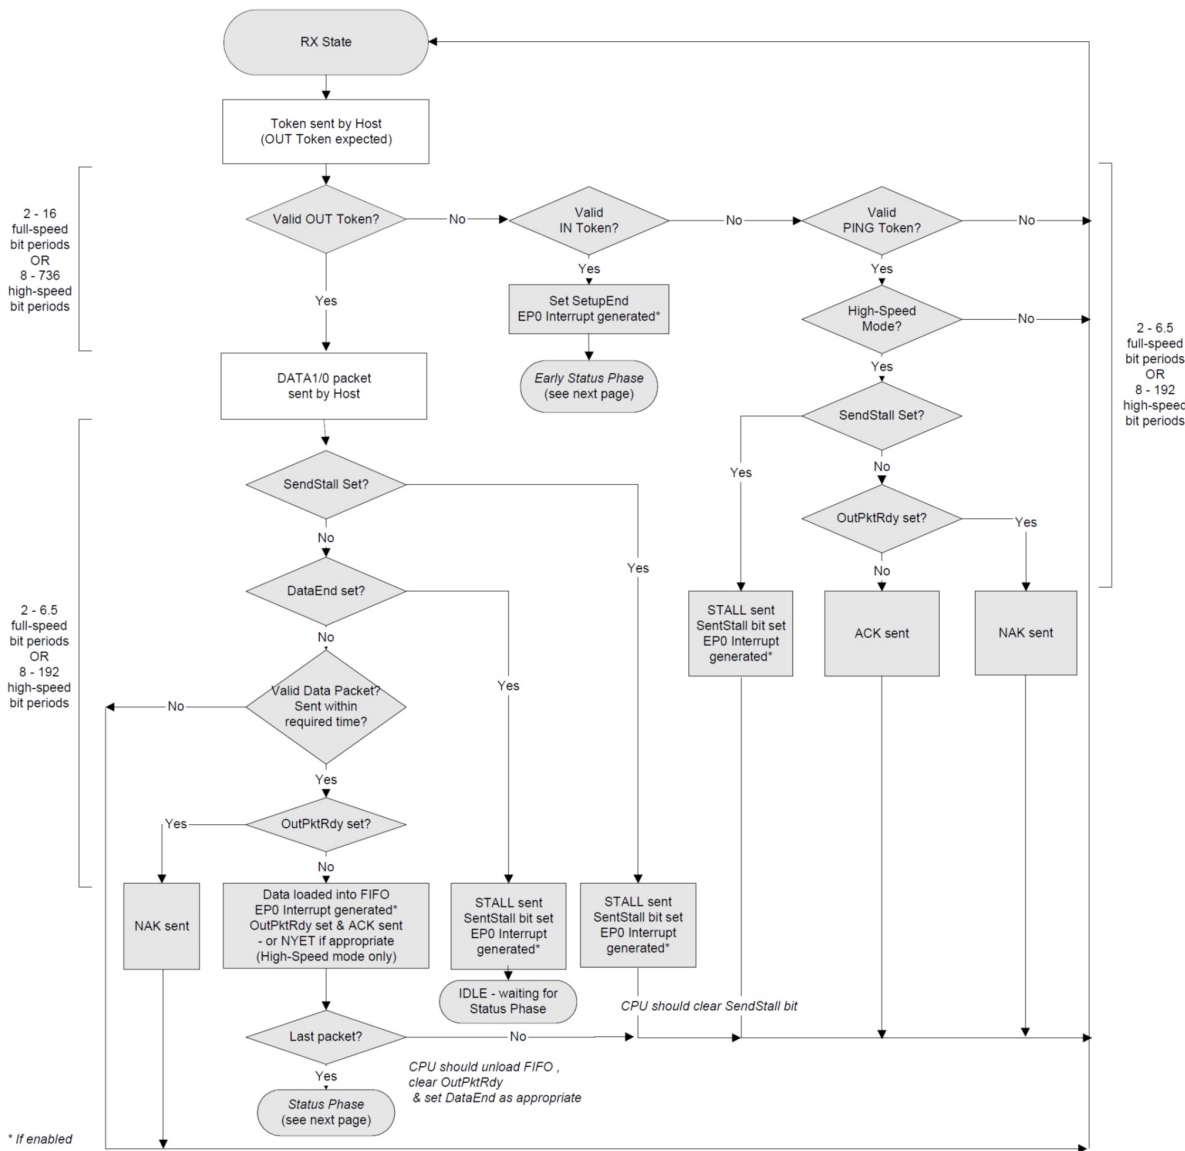 RX State
Token sent by Host
(OUT Token expected)
2 - 16
full-speed
bit periods
OR
8 - 736
high-speed
bit periods
Valid OUT Token?
No
Valid
IN Token?
No
Valid
PING Token?
No
Yes
Yes
Yes
Set SetupEnd
EP0 Interrupt generated*
High-Speed
Mode?
No
2 - 6.5
full-speed
bit periods
OR
8 - 192
high-speed
bit periods
DATA1/0 packet
sent by Host
Early Status Phase
(see next page)
Yes
SendStall Set?
Yes
No
SendStall Set?
OutPktRdy set?
Yes
No
Yes
No
DataEnd set?
2 - 6.5
full-speed
bit periods
OR
8 - 192
high-speed
bit periods
STALL sent
SentStall bit set
EP0 Interrupt
generated*
ACK sent
NAK sent
No
Valid Data Packet?
Sent within
required time?
No
Yes
Yes
OutPktRdy set?
Yes
No
NAK sent
Data loaded into FIFO
EP0 Interrupt generated*
OutPktRdy set & ACK sent
- or NYET if appropriate
(High-Speed mode only)
STALL sent
SentStall bit set
EP0 Interrupt
generated*
STALL sent
SentStall bit set
EP0 Interrupt
generated*
IDLE - waiting for
Status Phase
CPU should clear SendStall bit
Last packet?
No
CPU should unload FIFO ,
clear OutPktRdy
& set DataEnd as appropriate
Yes
Status Phase
(see next page)
* If enabled